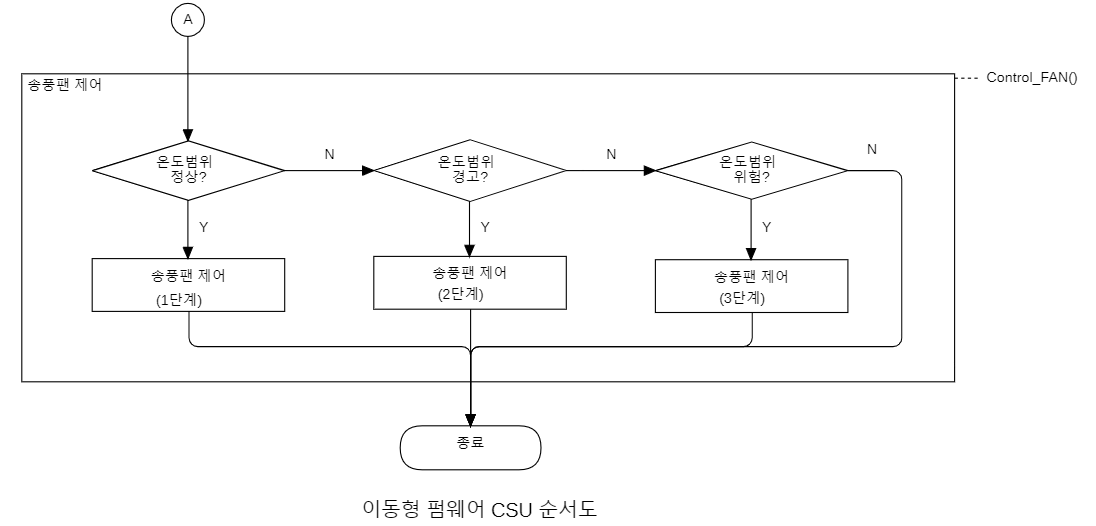 A
송풍팬 제어
Control_FAN()
온도범위
정상?
N
온도범위
경고?
N
온도범위
위험?
N
Y
Y
Y
송풍팬 제어
(1단계)
송풍팬 제어
(2단계)
송풍팬 제어
(3단계)
종료
이동형 펌웨어 CSU 순서도